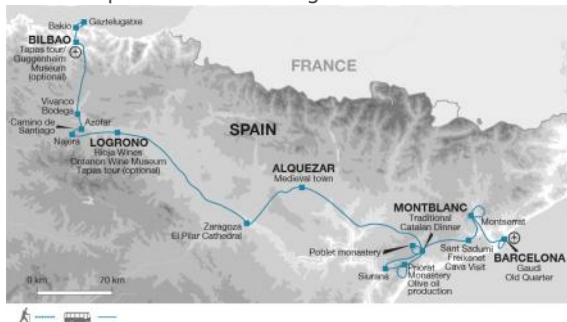 Bakio
Gaztelugatxe
BILBAO
Tapas tour/
Guggenheim
Museum
(optional)
FRANCE
Vivanco
Bodega
Camino de
Santiago
Azofar
Najera
LOGRONO
Rioja Wines
Ontanon Wine Museum
Tapas tour (optional)
SPAIN
ALQUEZAR
Medieval town
Zaragoza
El Pilar Cathedral
MONTBLANC
Traditional
Catalan Dinner
Montserrat
Poblet monastery
Sant Sadurni
Freixenet
Cava Visit
BARCELONA
Gaudi
Old Quarter
Siurana
Priorat
Monastery
Olive oil
production
0 km
70 km